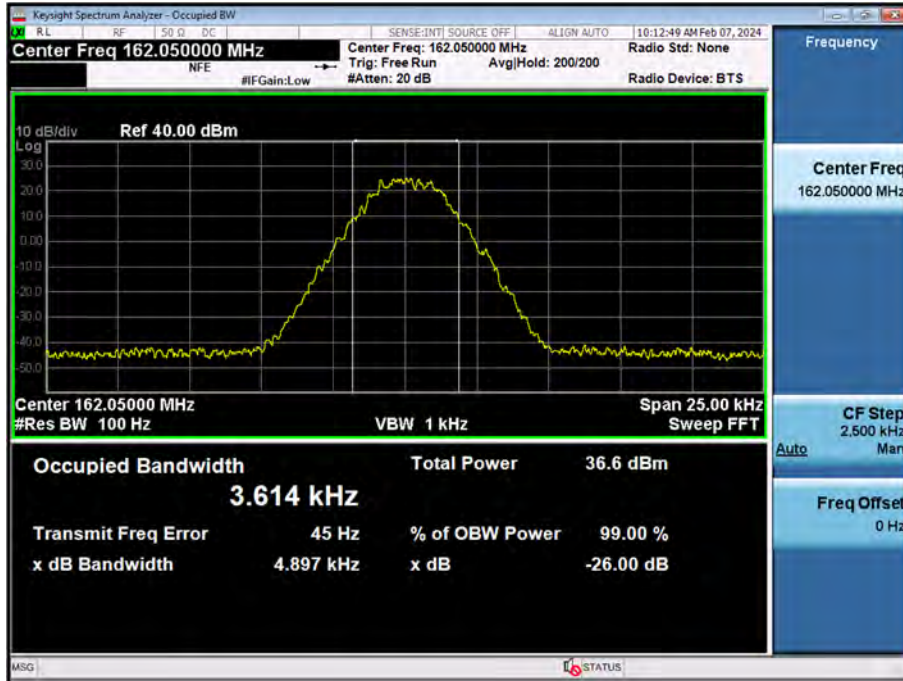 Keysight Spectrum Analyzer - Occupied BW
RL RF 50 Ω DC SENSE:INT SOURCE OFF ALIGN AUTO 10:12:49 AM Feb 07, 2024
Center Freq 162.050000 MHz
NFE
#IFGain:Low
Center Freq: 162.050000 MHz
Trig: Free Run Avg|Hold: 200/200
#Atten: 20 dB
Radio Std: None
Radio Device: BTS
10 dB/div Ref 40.00 dBm
Log
30.0
20.0
10.0
0.00
-10.0
-20.0
-30.0
-40.0
-50.0
Center 162.05000 MHz Span 25.00 kHz
#Res BW 100 Hz VBW 1 kHz Sweep FFT
Occupied Bandwidth Total Power 36.6 dBm
3.614 kHz
Transmit Freq Error 45 Hz % of OBW Power 99.00 %
x dB Bandwidth 4.897 kHz x dB -26.00 dB
Frequency
Center Freq
162.050000 MHz
CF Step
2.500 kHz
Auto Man
Freq Offset
0 Hz
MSG STATUS